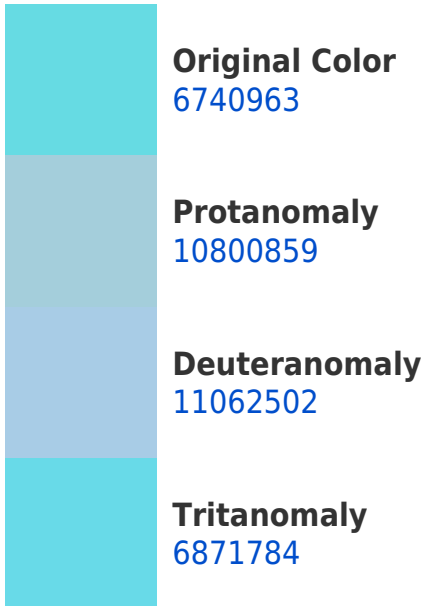 Original Color
6740963
Protanomaly
10800859
Deuteranomaly
11062502
Tritanomaly
6871784